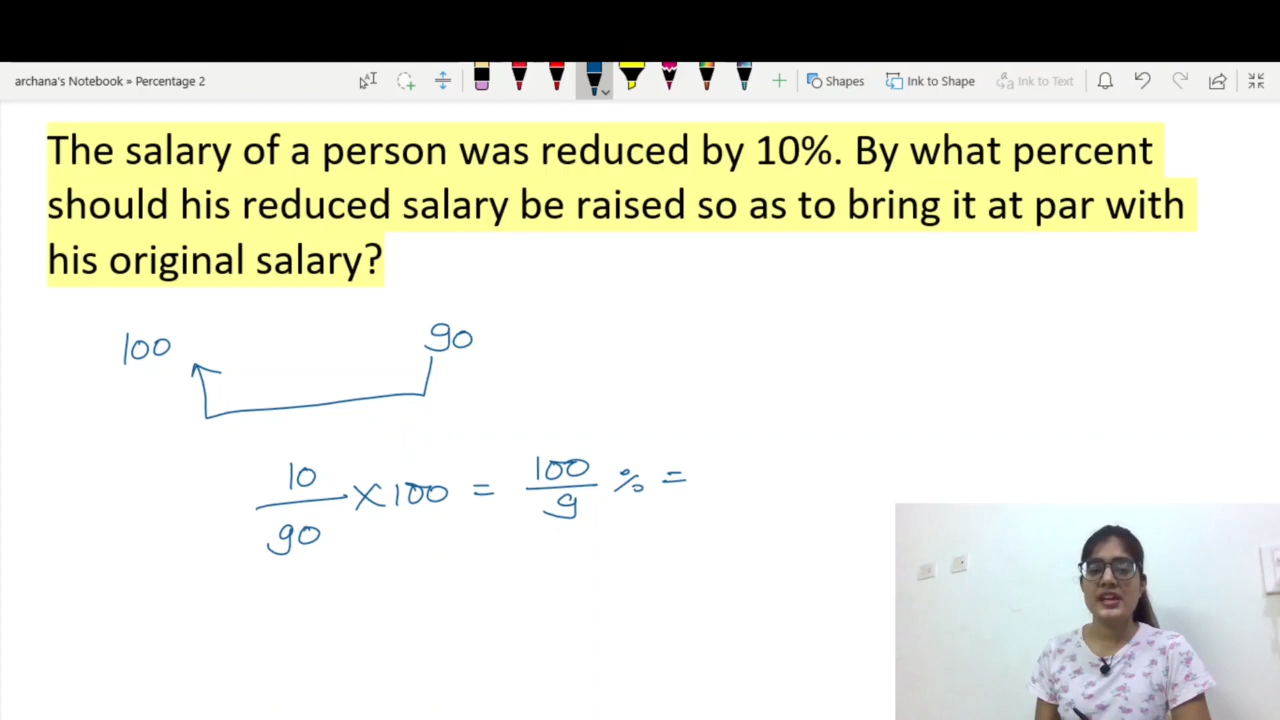 archana's Notebook » Percentage 2
Shapes
Ink to Shape
Ink to Text
The salary of a person was reduced by 10%. By what percent
should his reduced salary be raised so as to bring it at par with
his original salary?
100 90
10/90 × 100 = 100/9 % =